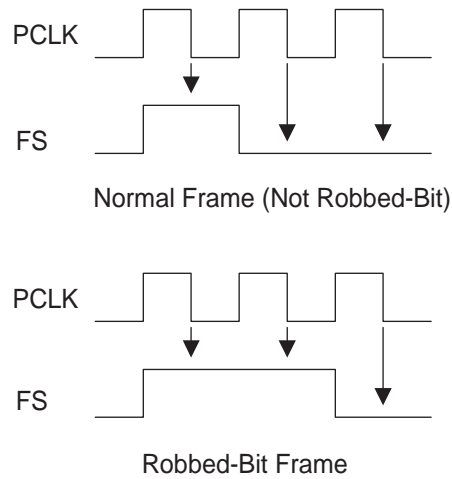 PCLK
FS
Normal Frame (Not Robbed-Bit)
PCLK
FS
Robbed-Bit Frame